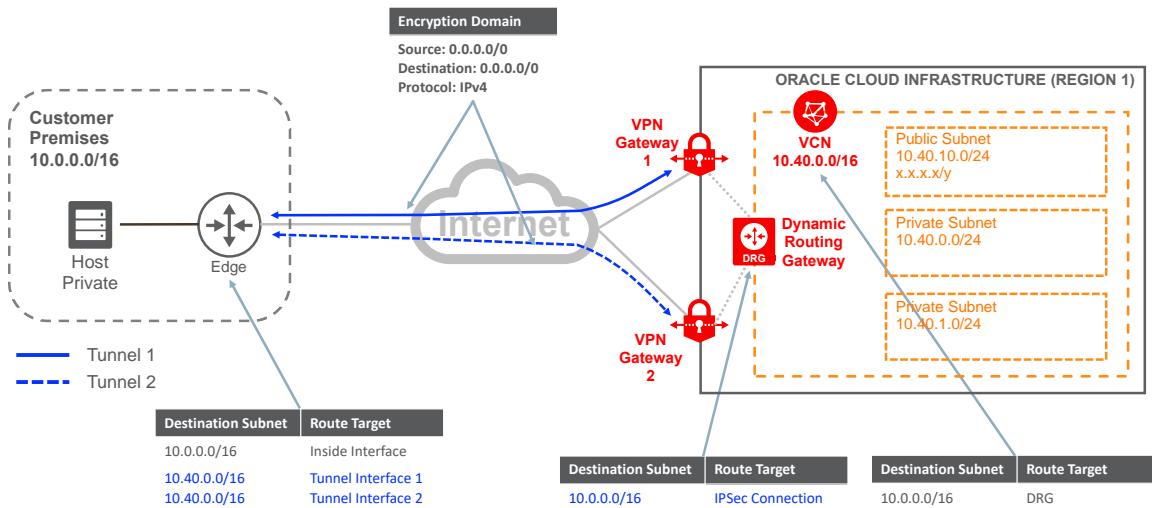 Encryption Domain
Source: 0.0.0.0/0
Destination: 0.0.0.0/0
Protocol: IPv4
ORACLE CLOUD INFRASTRUCTURE (REGION 1)
Customer
Premises
10.0.0.0/16
Host
Private
Edge
Internet
VPN
Gateway
1
VCN
10.40.0.0/16
Public Subnet
10.40.10.0/24
x.x.x.x/y
Private Subnet
10.40.0.0/24
Private Subnet
10.40.1.0/24
DRG
Dynamic
Routing
Gateway
VPN
Gateway
2
Tunnel 1
Tunnel 2
Destination Subnet Route Target
10.0.0.0/16 Inside Interface
10.40.0.0/16 Tunnel Interface 1
10.40.0.0/16 Tunnel Interface 2
Destination Subnet Route Target
10.0.0.0/16 IPSec Connection
Destination Subnet Route Target
10.0.0.0/16 DRG